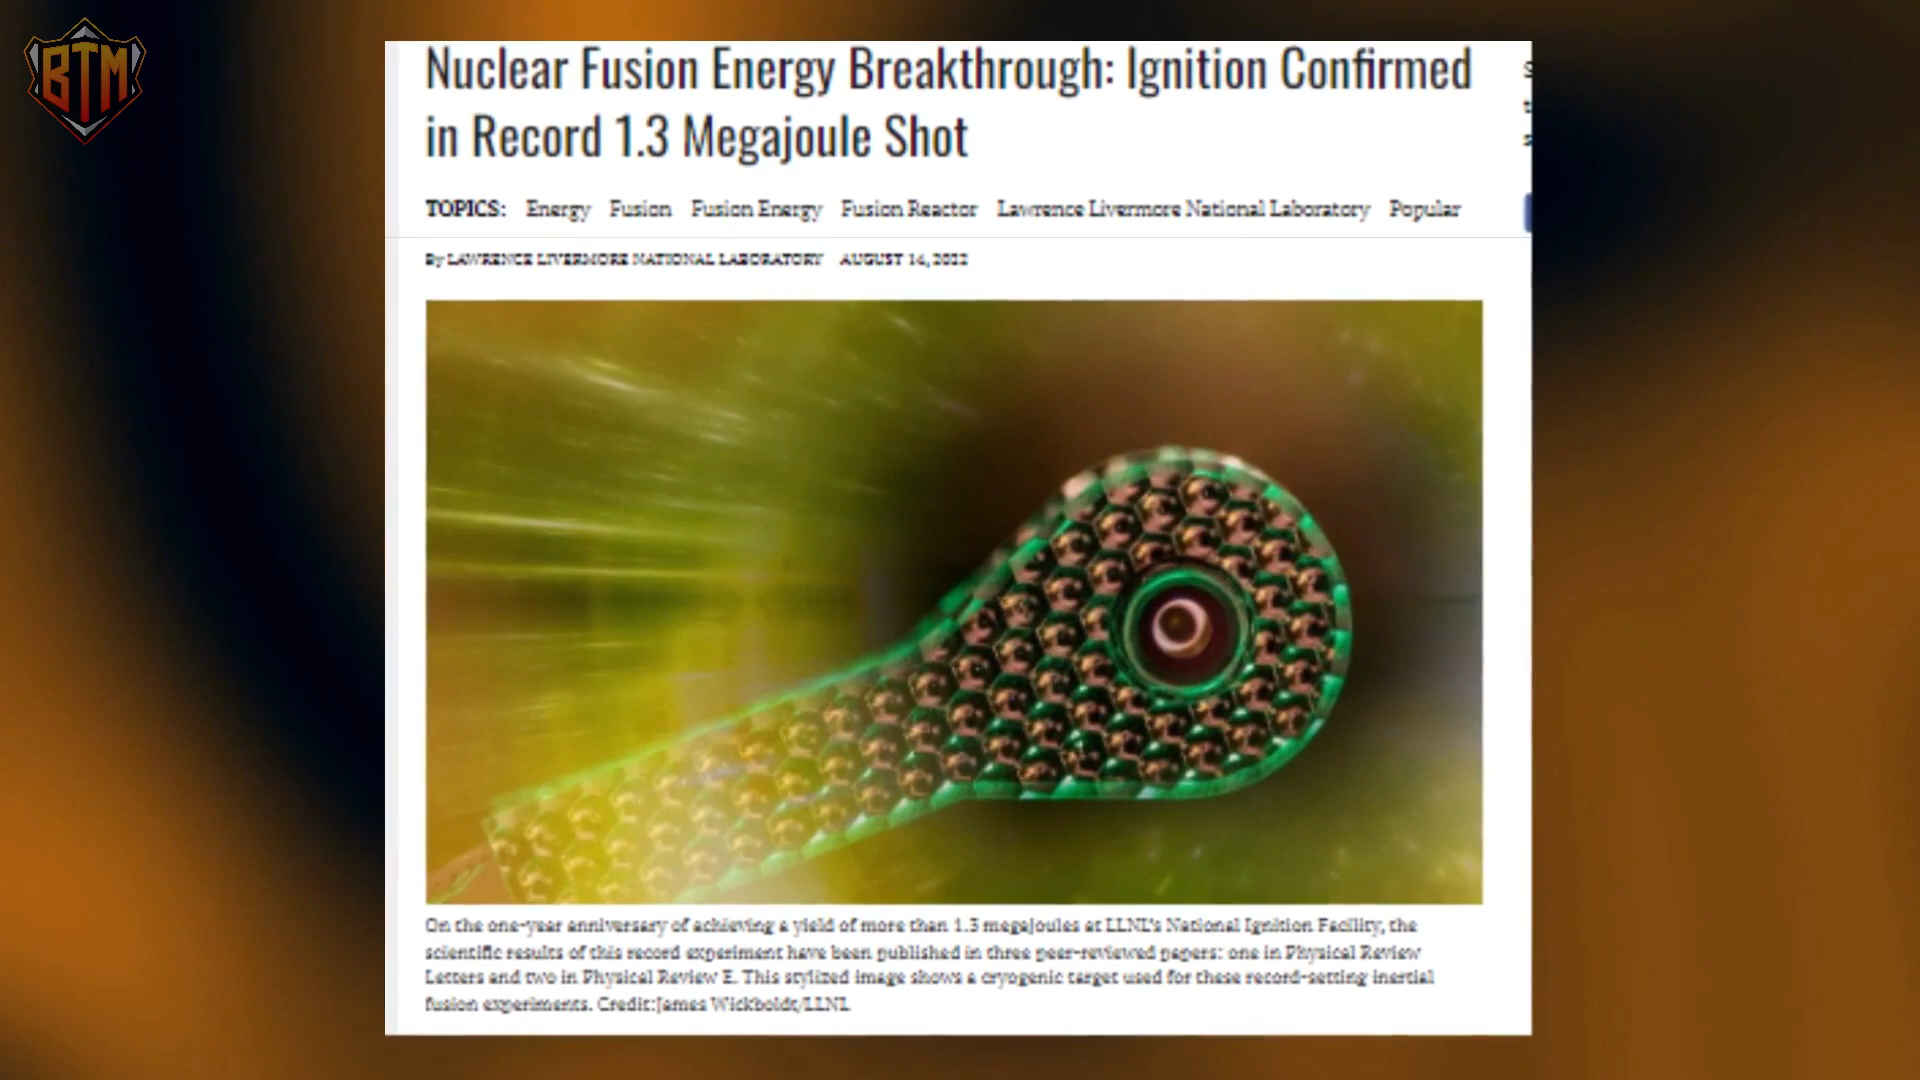 BTM
Nuclear Fusion Energy Breakthrough: Ignition Confirmed
in Record 1.3 Megajoule Shot
TOPICS: Energy Fusion Fusion Energy Fusion Reactor Lawrence Livermore National Laboratory Popular
By LAWRENCE LIVERMORE NATIONAL LABORATORY AUGUST 14, 2022
On the one-year anniversary of achieving a yield of more than 1.3 megajoules at LLNL's National Ignition Facility, the
scientific results of this record experiment have been published in three peer-reviewed papers: one in Physical Review
Letters and two in Physical Review E. This stylized image shows a cryogenic target used for these record-setting inertial
fusion experiments. Credit:James Wickboldt/LLNL